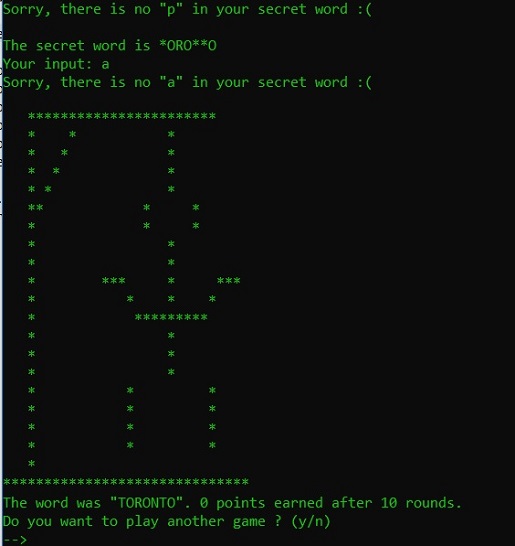 Sorry, there is no "p" in your secret word :(
The secret word is *ORO**O
Your input: a
Sorry, there is no "a" in your secret word :(
The word was "TORONTO". 0 points earned after 10 rounds.
Do you want to play another game ? (y/n)
-->